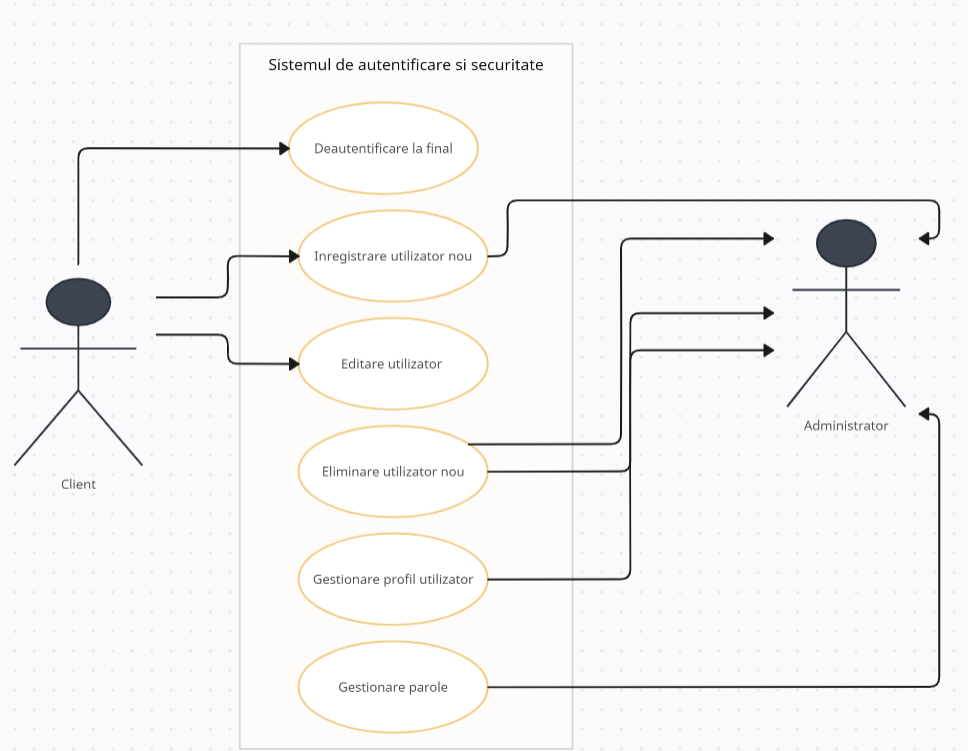 Sistemul de autentificare si securitate
Deautentificare la final
Inregistrare utilizator nou
Editare utilizator
Eliminare utilizator nou
Gestionare profil utilizator
Gestionare parole
Client
Administrator